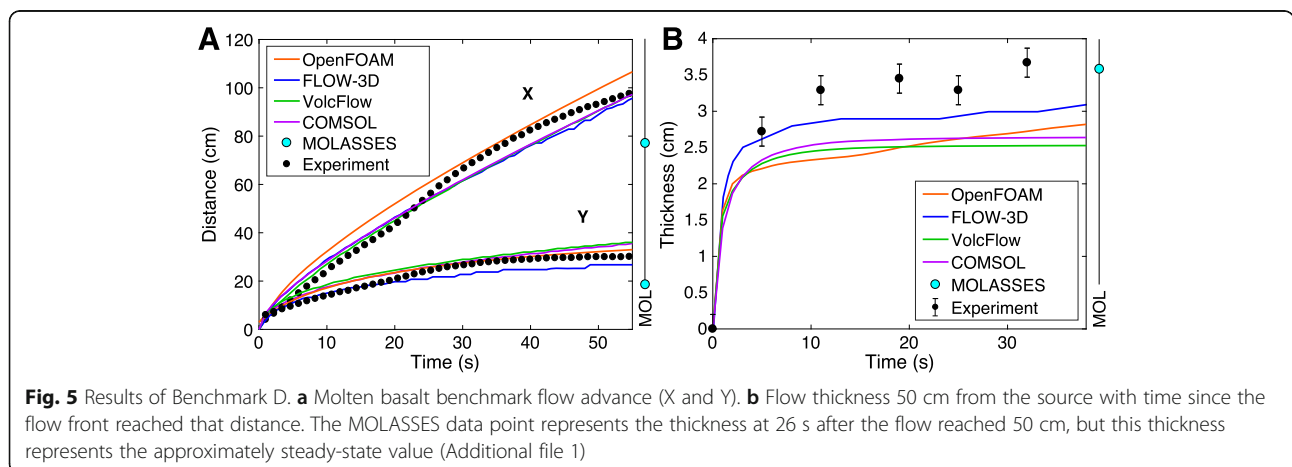 A
120
100
80
60
40
20
0
Distance (cm)
OpenFOAM
FLOW-3D
VolcFlow
COMSOL
MOLASSES
Experiment
X
Y
0 10 20 30 40 50
Time (s)
MOL
B
4
3.5
3
2.5
2
1.5
1
0.5
0
Thickness (cm)
OpenFOAM
FLOW-3D
VolcFlow
COMSOL
MOLASSES
Experiment
0 10 20 30
Time (s)
MOL
Fig. 5 Results of Benchmark D. a Molten basalt benchmark flow advance (X and Y). b Flow thickness 50 cm from the source with time since the
flow front reached that distance. The MOLASSES data point represents the thickness at 26 s after the flow reached 50 cm, but this thickness
represents the approximately steady-state value (Additional file 1)